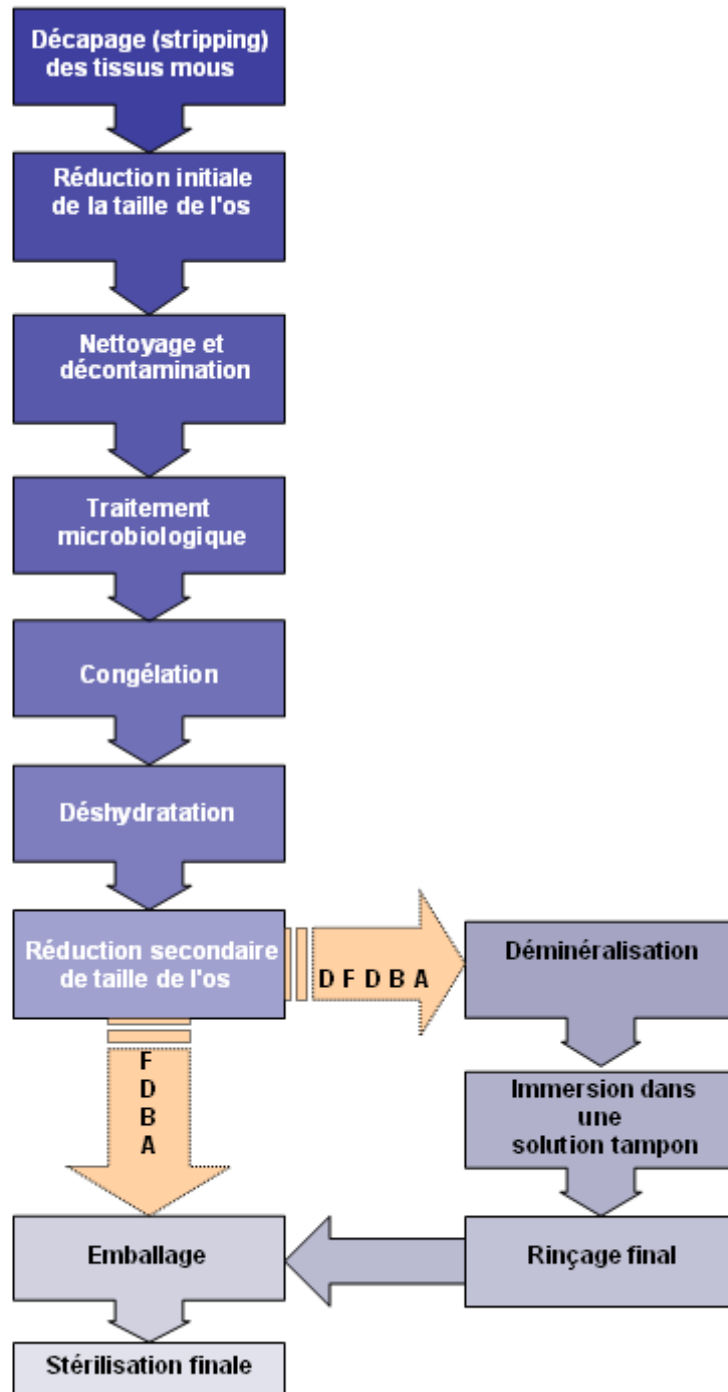 Décapage (stripping)
des tissus mous
Réduction initiale
de la taille de l'os
Nettoyage et
décontamination
Traitement
microbiologique
Congélation
Déshydratation
Réduction secondaire
de taille de l'os
D F D B A
Déminéralisation
F
D
B
A
Immersion dans
une
solution tampon
Emballage
Rinçage final
Stérilisation finale